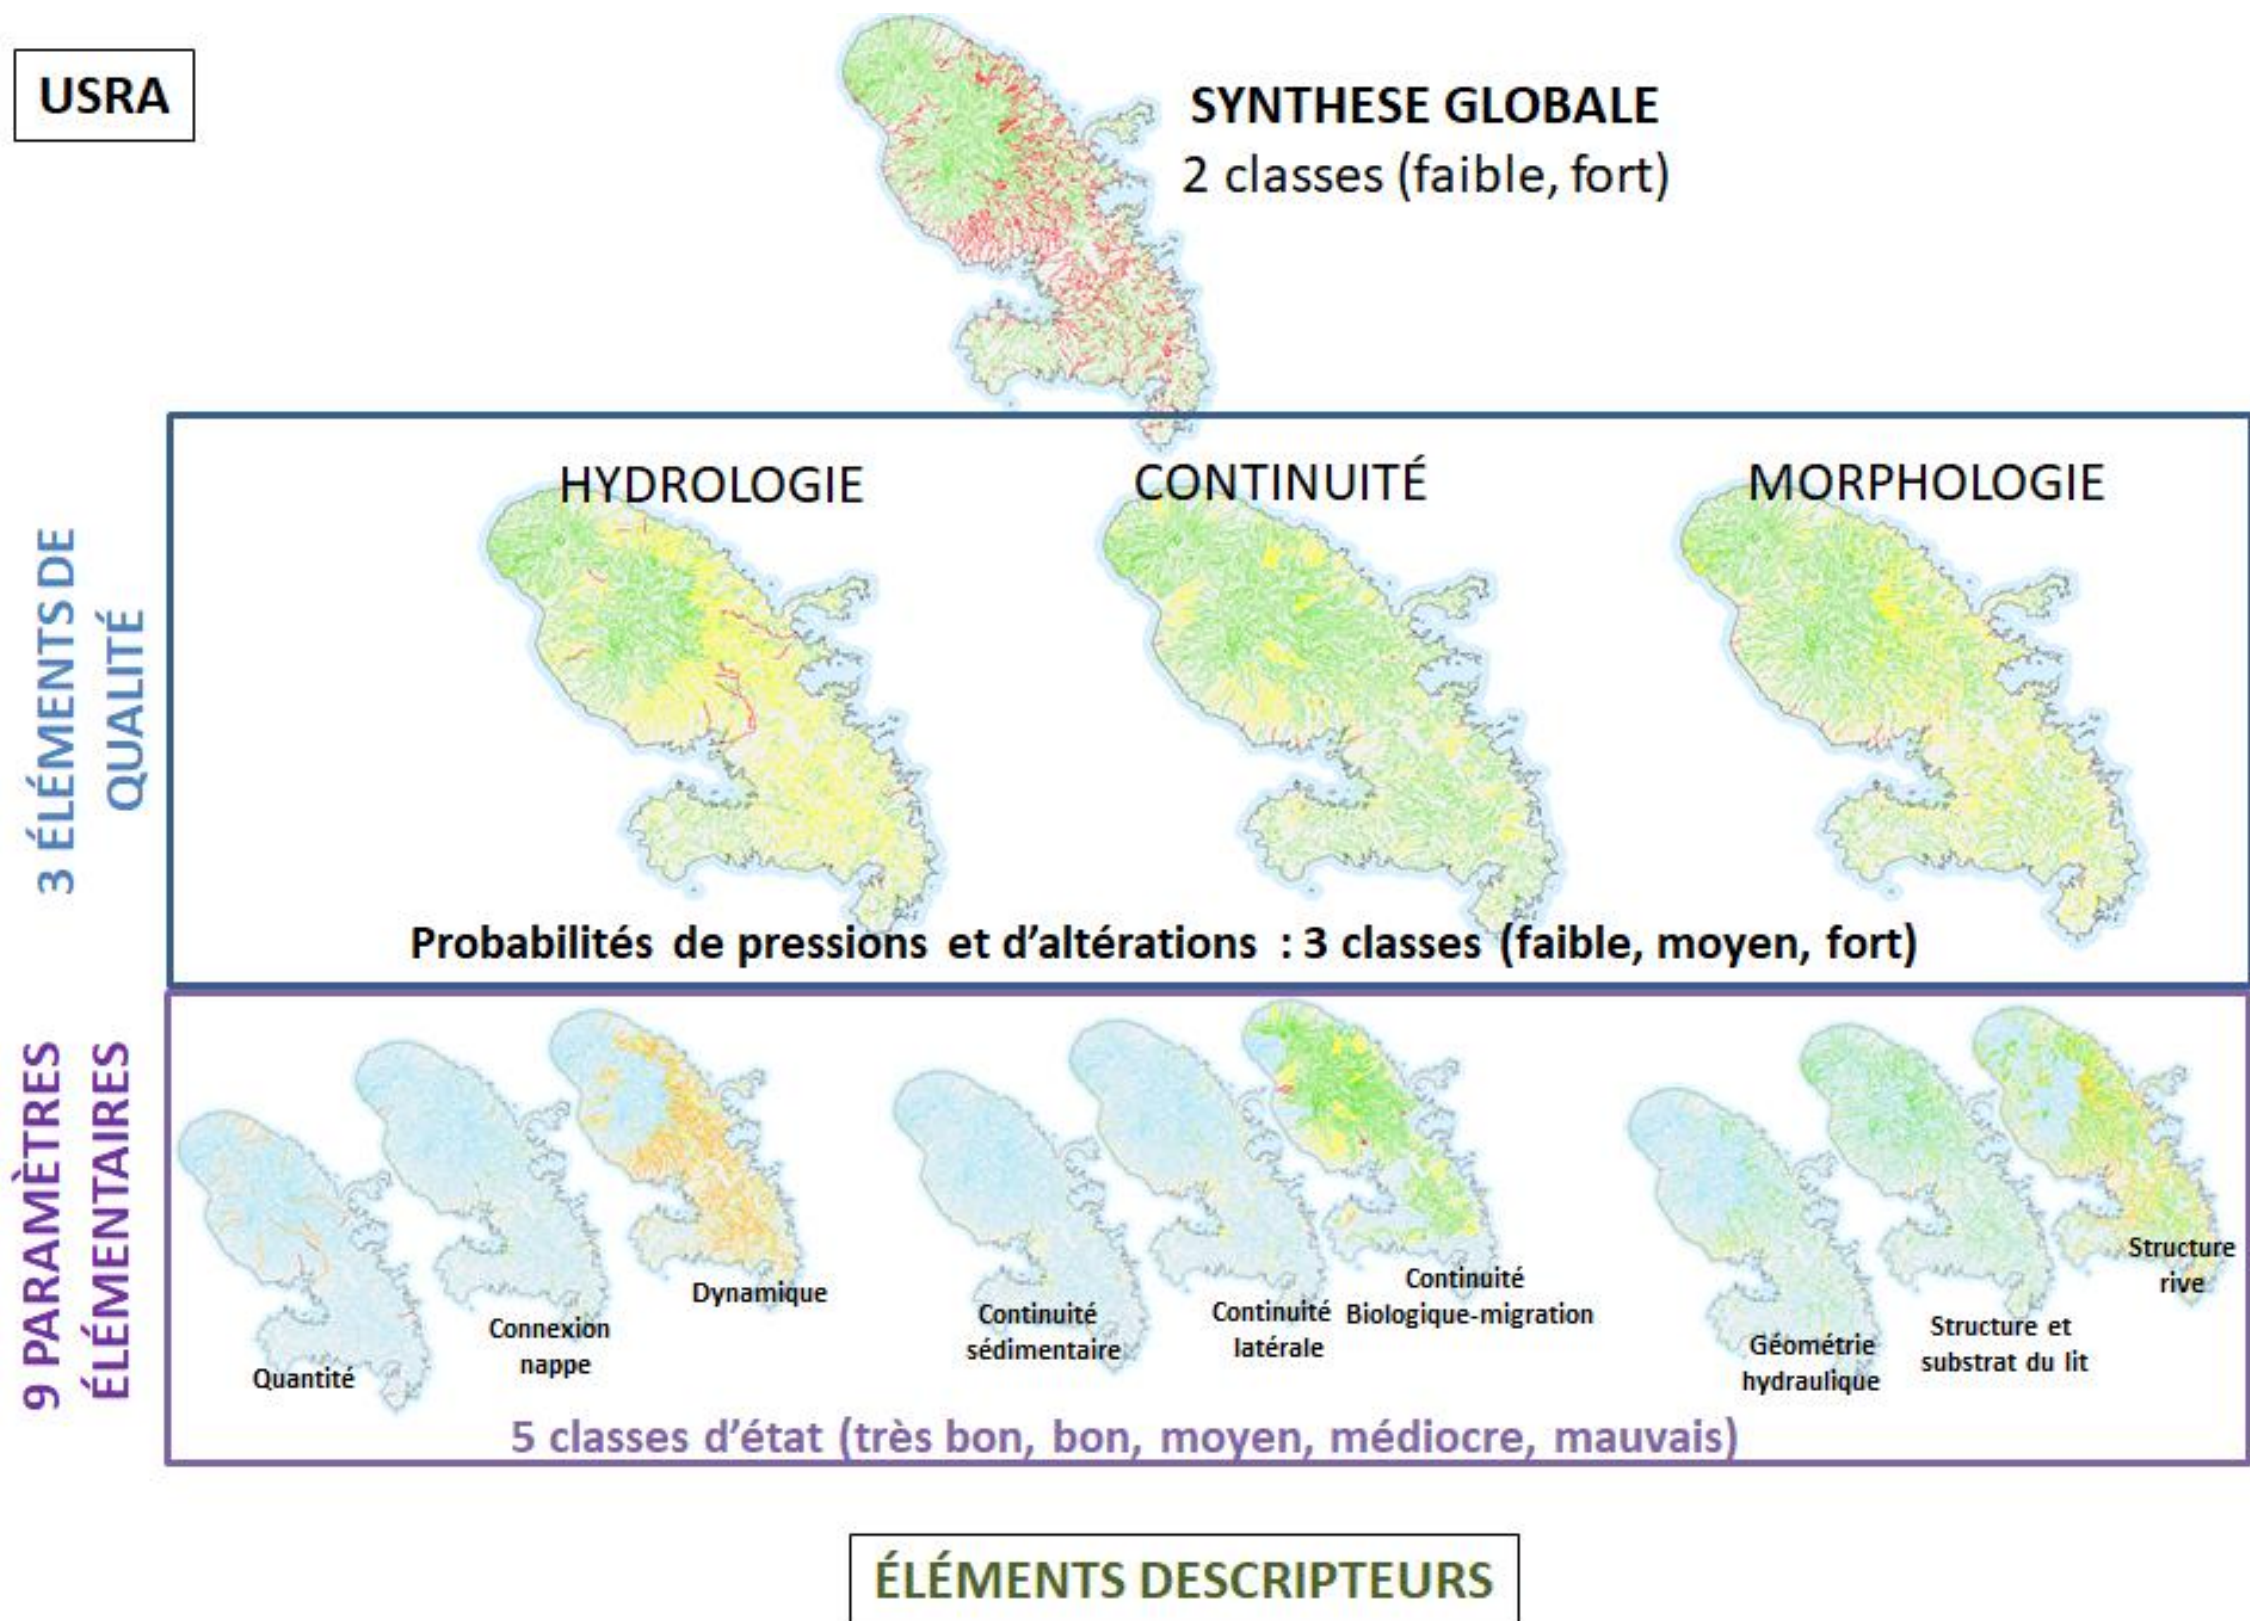 USRA
SYNTHESE GLOBALE
2 classes (faible, fort)
3 ÉLÉMENTS DE
QUALITÉ
HYDROLOGIE
CONTINUITÉ
MORPHOLOGIE
Probabilités de pressions et d’altérations : 3 classes (faible, moyen, fort)
9 PARAMÈTRES
ÉLÉMENTAIRES
Quantité
Connexion
nappe
Dynamique
Continuité
sédimentaire
Continuité
latérale
Continuité
Biologique-migration
Géométrie
hydraulique
Structure et
substrat du lit
Structure
rive
5 classes d’état (très bon, bon, moyen, médiocre, mauvais)
ÉLÉMENTS DESCRIPTEURS